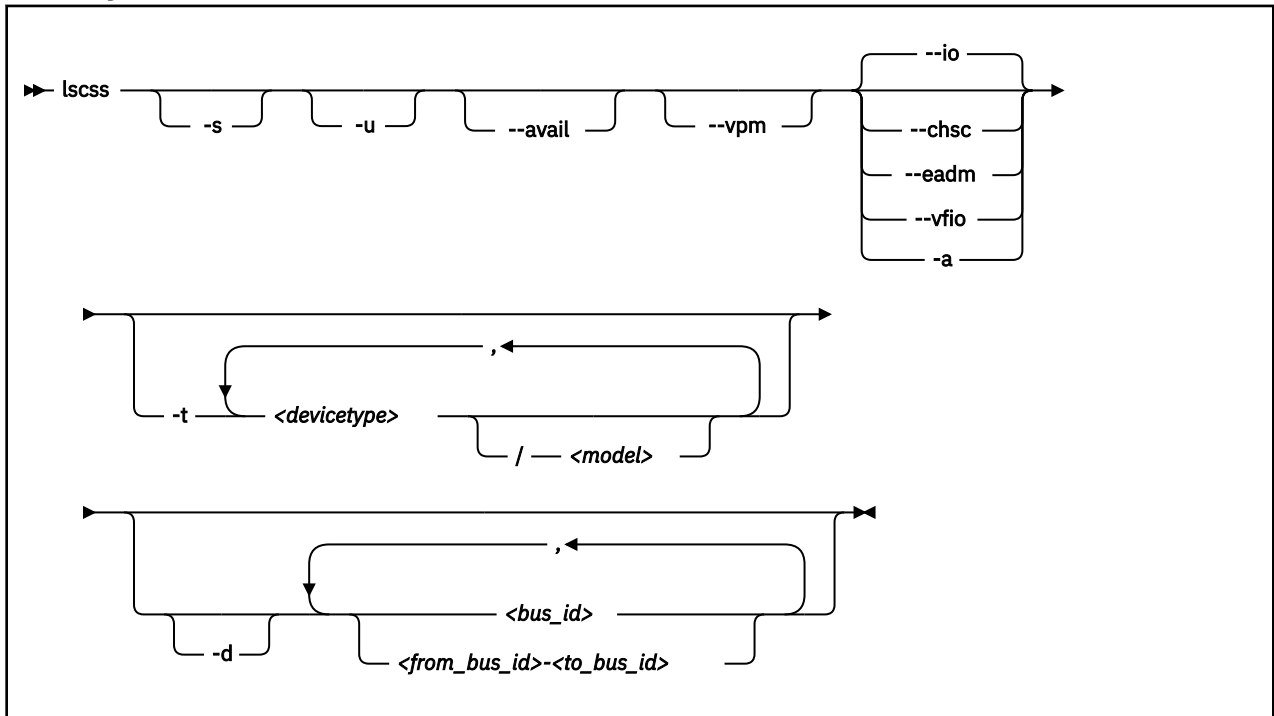 --io
lscss
-s
-u
--avail
--vpm
--chsc
--eadm
--vfio
-a
,
-t
<devicetype>
/
<model>
,
<bus_id>
-d
<from_bus_id>-<to_bus_id>